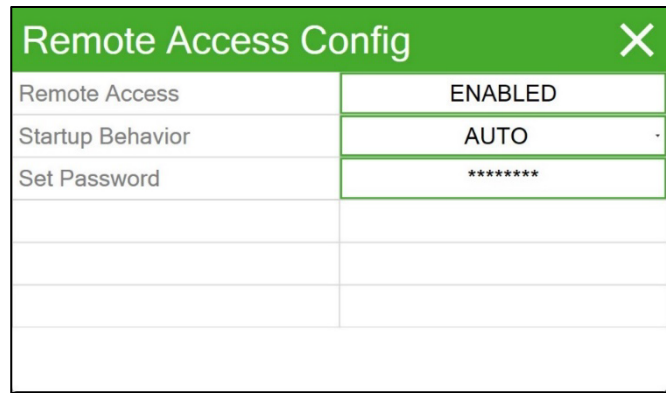 Remote Access Config
Remote Access ENABLED
Startup Behavior AUTO
Set Password ********